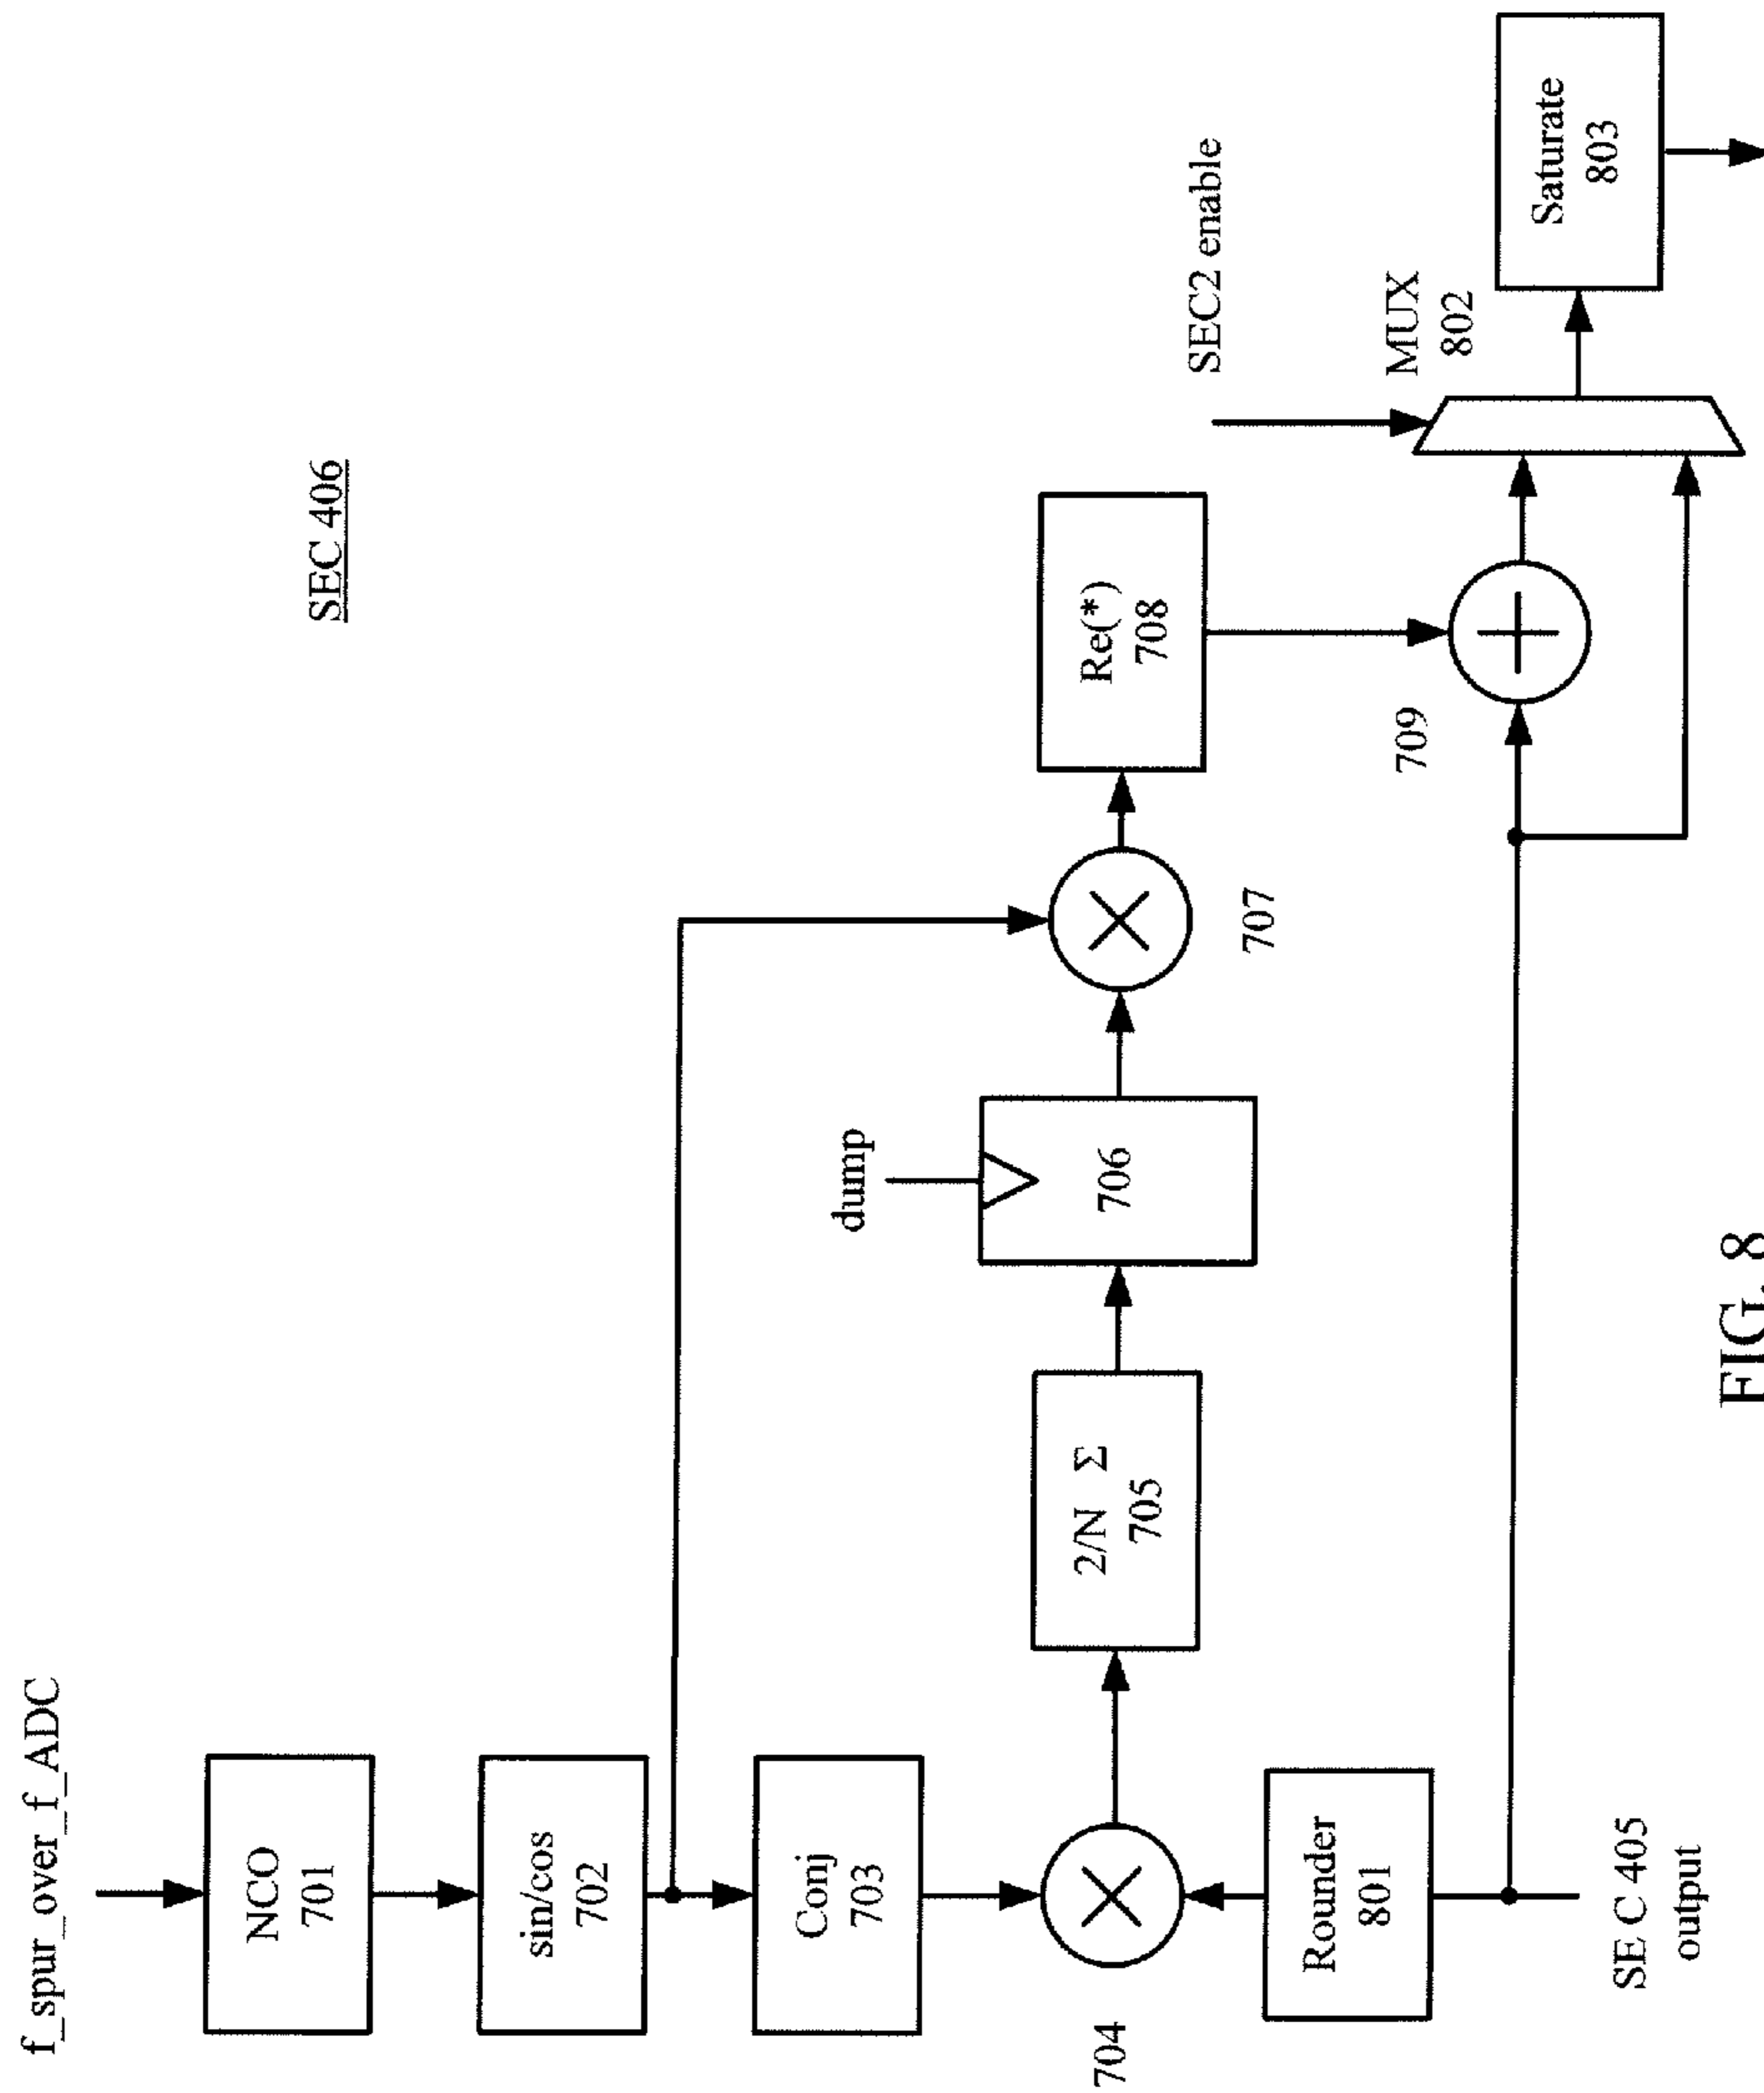 SEC 406
f_spur_over_f_ADC
NCO
701
sin/cos
702
Conj
703
704
Rounder
801
SE C 405
output
2/N Σ
705
dump
706
707
Re(*)
708
709
SEC2 enable
MUX
802
Saturate
803
FIG. 8